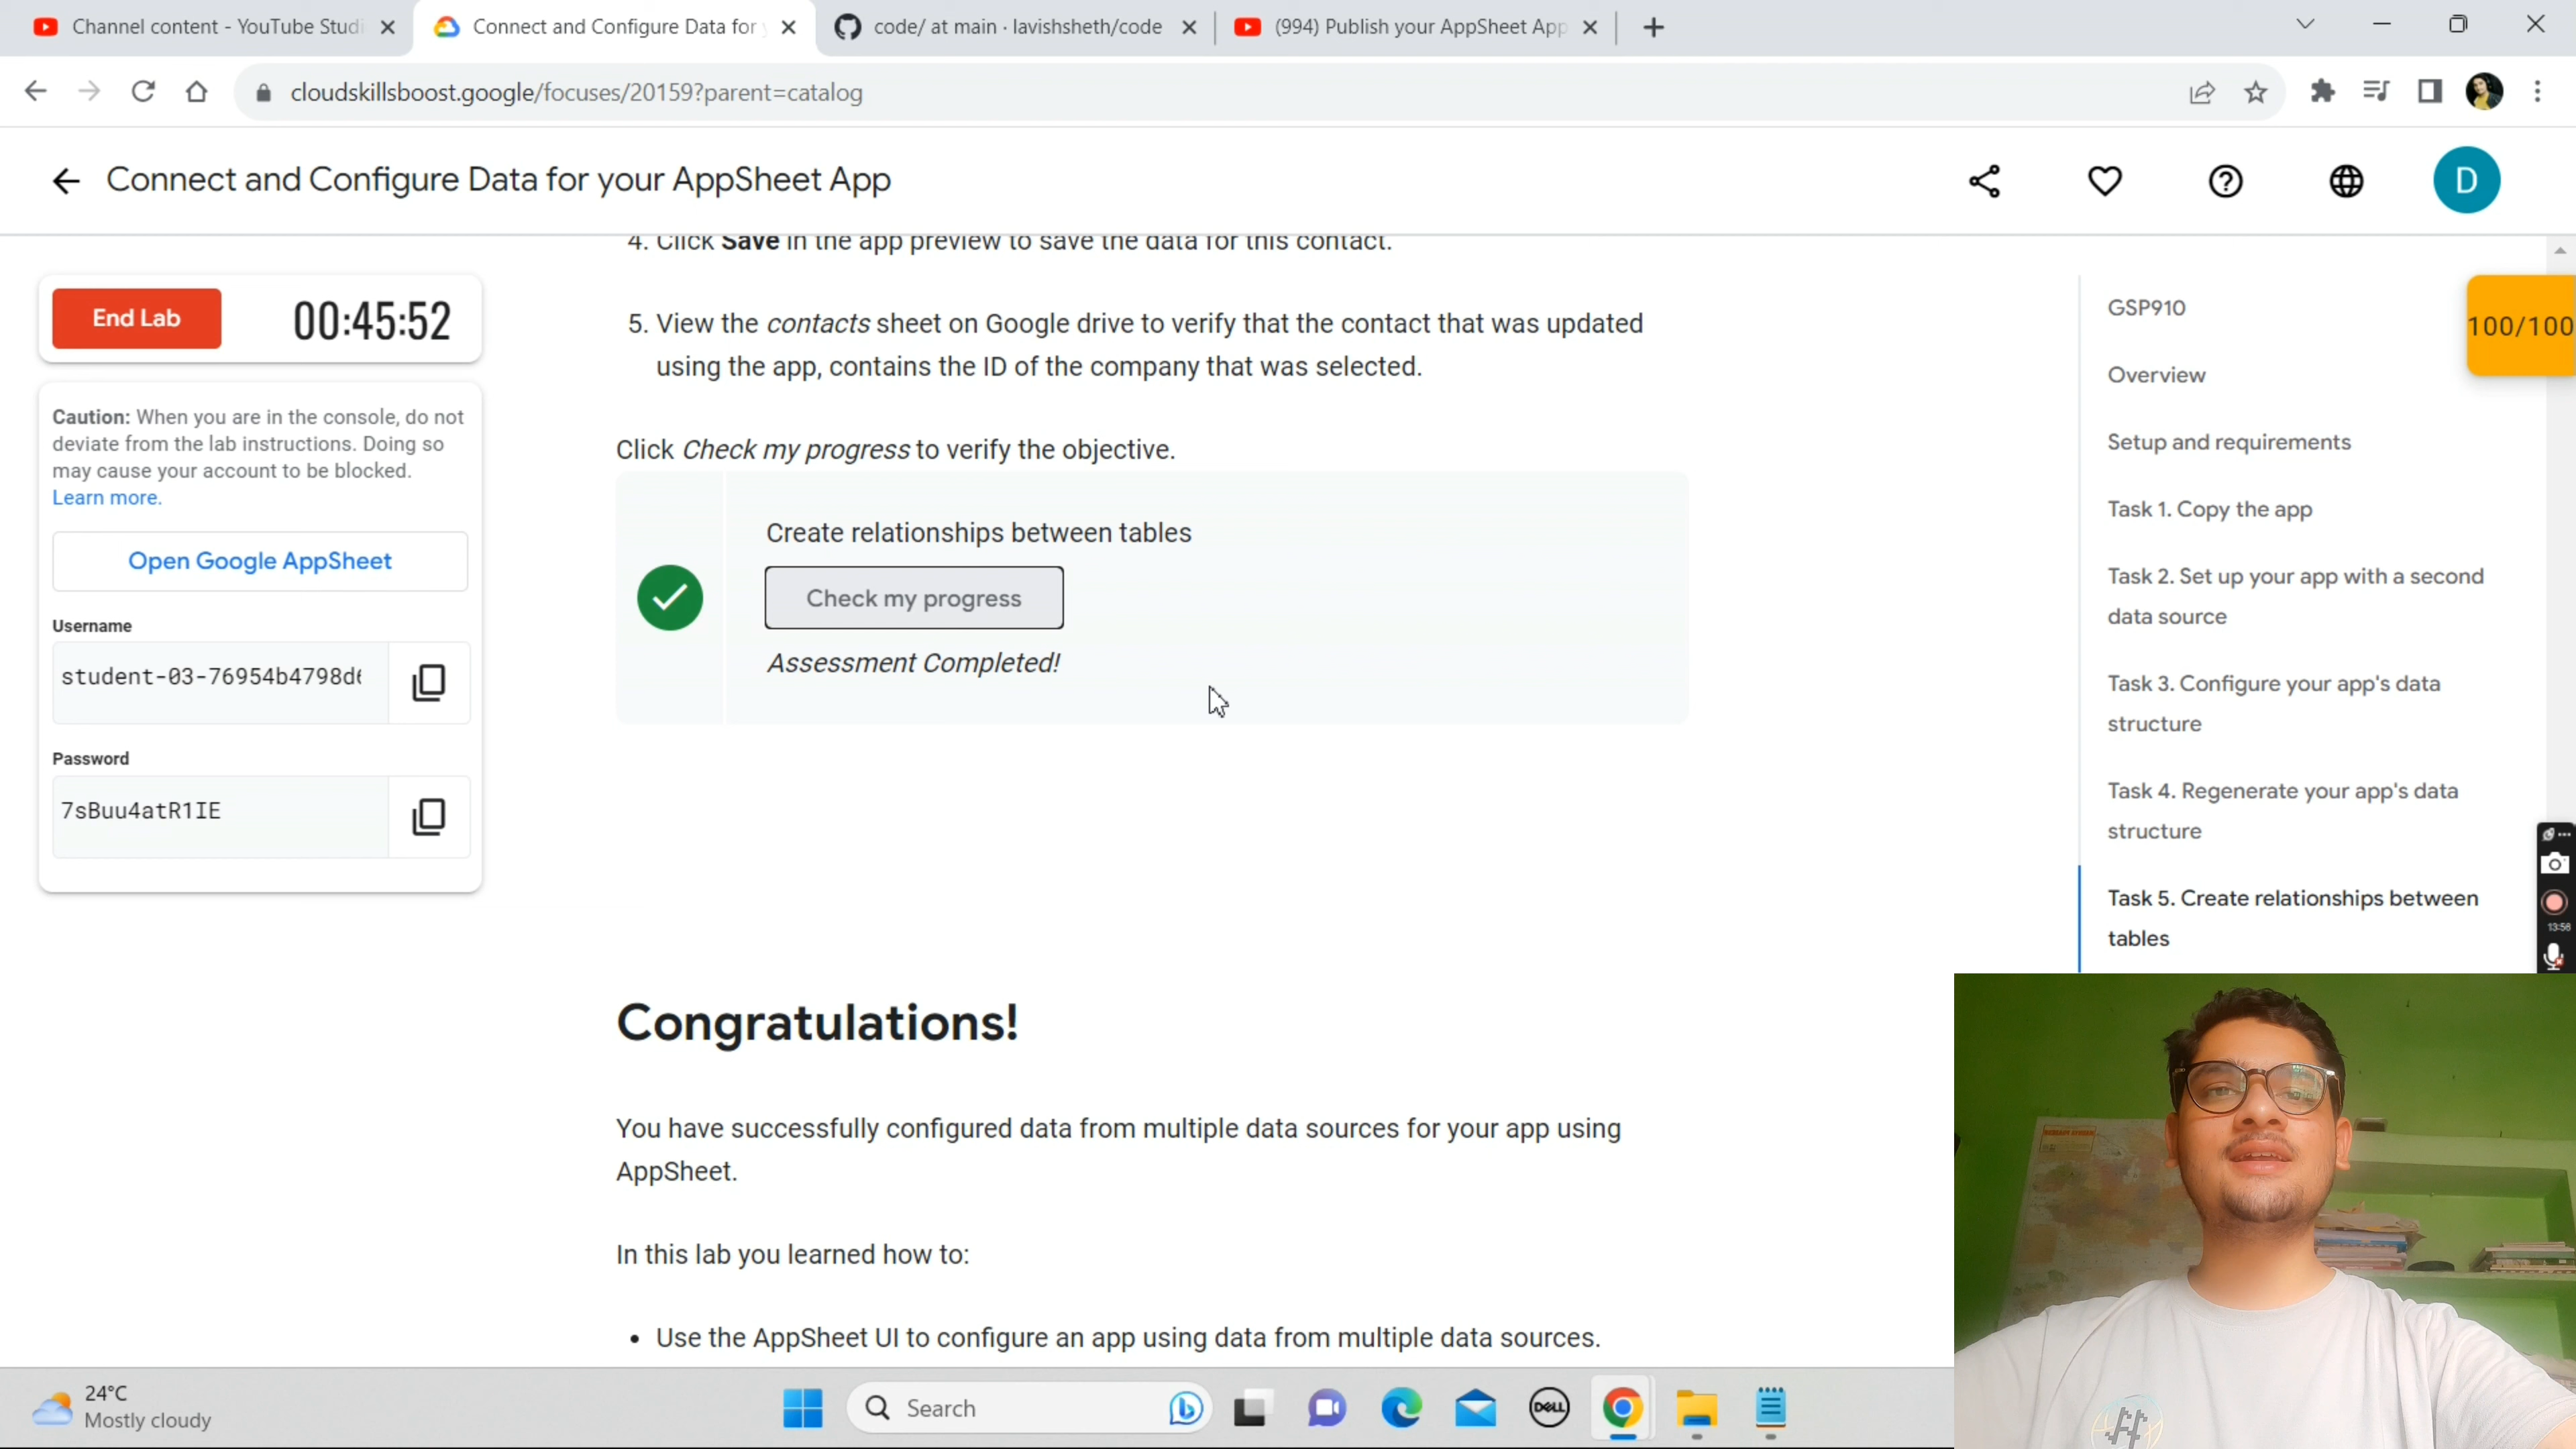 Channel content - YouTube Studi
Connect and Configure Data for y
code/ at main · lavishsheth/code
(994) Publish your AppSheet App
cloudskillsboost.google/focuses/20159?parent=catalog
Connect and Configure Data for your AppSheet App
D
End Lab
00:45:52
Caution: When you are in the console, do not
deviate from the lab instructions. Doing so
may cause your account to be blocked.
Learn more.
Open Google AppSheet
Username
student-03-76954b4798d6
Password
7sBuu4atR1IE
4. Click Save in the app preview to save the data for this contact.
5. View the contacts sheet on Google drive to verify that the contact that was updated
using the app, contains the ID of the company that was selected.
Click Check my progress to verify the objective.
Create relationships between tables
Check my progress
Assessment Completed!
Congratulations!
You have successfully configured data from multiple data sources for your app using
AppSheet.
In this lab you learned how to:
• Use the AppSheet UI to configure an app using data from multiple data sources.
GSP910
100/100
Overview
Setup and requirements
Task 1. Copy the app
Task 2. Set up your app with a second
data source
Task 3. Configure your app's data
structure
Task 4. Regenerate your app's data
structure
Task 5. Create relationships between
tables
13:56
24°C
Mostly cloudy
Search
DELL